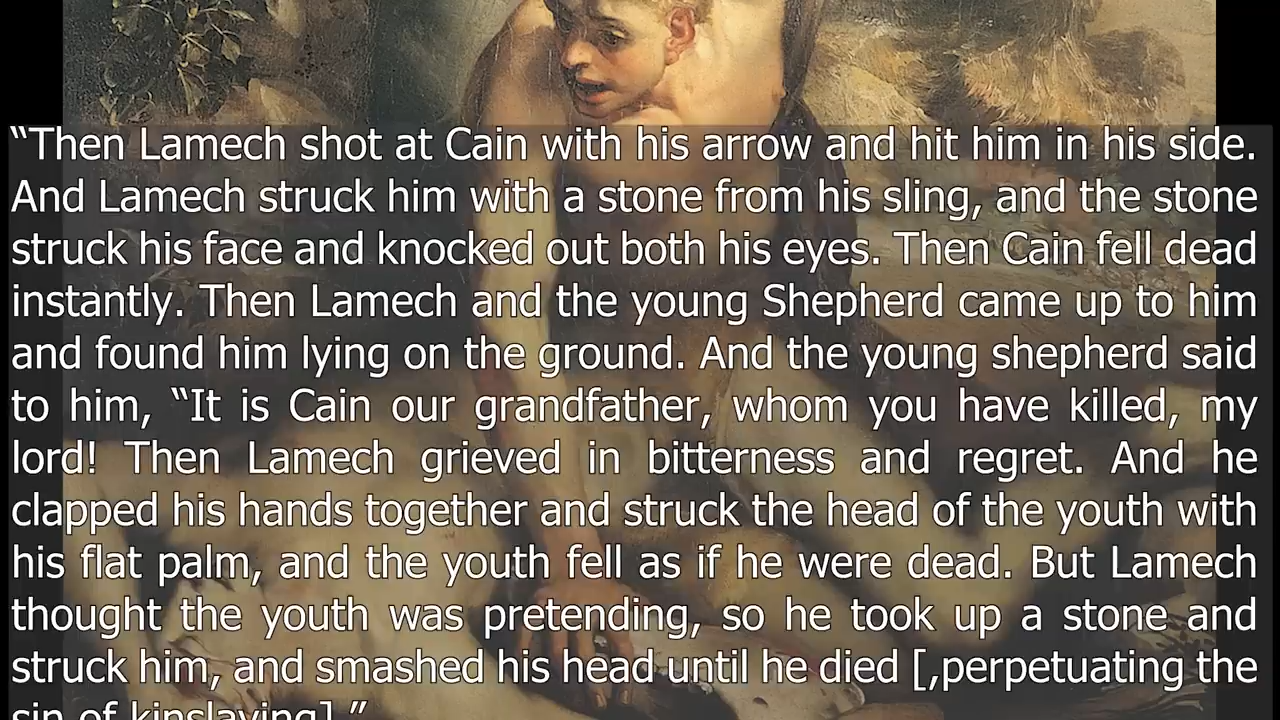 “Then Lamech shot at Cain with his arrow and hit him in his side.
And Lamech struck him with a stone from his sling, and the stone
struck his face and knocked out both his eyes. Then Cain fell dead
instantly. Then Lamech and the young Shepherd came up to him
and found him lying on the ground. And the young shepherd said
to him, “It is Cain our grandfather, whom you have killed, my
lord! Then Lamech grieved in bitterness and regret. And he
clapped his hands together and struck the head of the youth with
his flat palm, and the youth fell as if he were dead. But Lamech
thought the youth was pretending, so he took up a stone and
struck him, and smashed his head until he died [,perpetuating the
sin of kinslaying].”